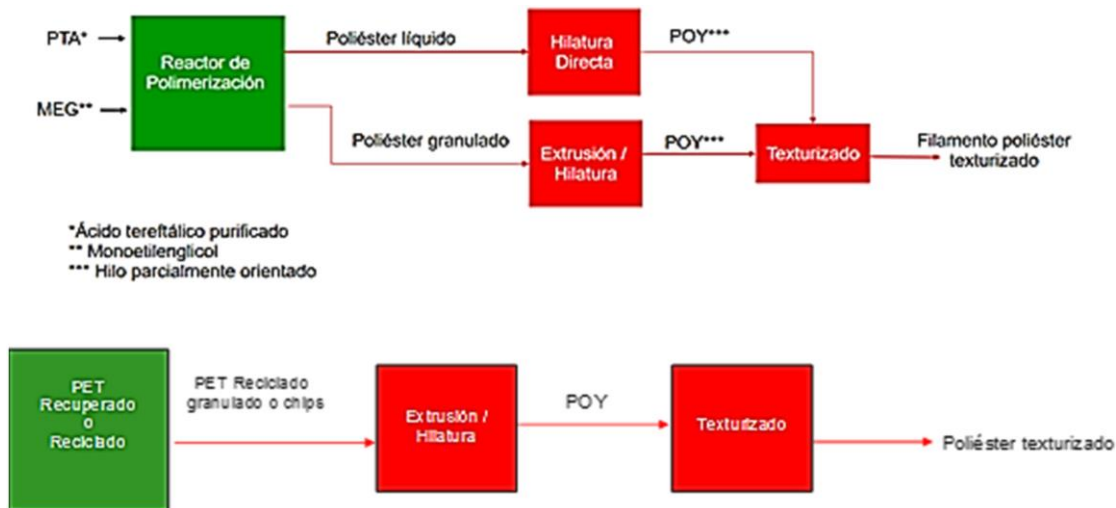 PTA*
MEG**
Reactor de
Polimerización
Poliéster líquido
Hilatura
Directa
POY***
Poliéster granulado
Extrusión /
Hilatura
POY***
Texturizado
Filamento poliéster
texturizado
*Ácido tereftálico purificado
** Monoetilenglicol
*** Hilo parcialmente orientado
PET
Recuperado
o
Reciclado
PET Reciclado
granulado o chips
Extrusión /
Hilatura
POY
Texturizado
Poliéster texturizado